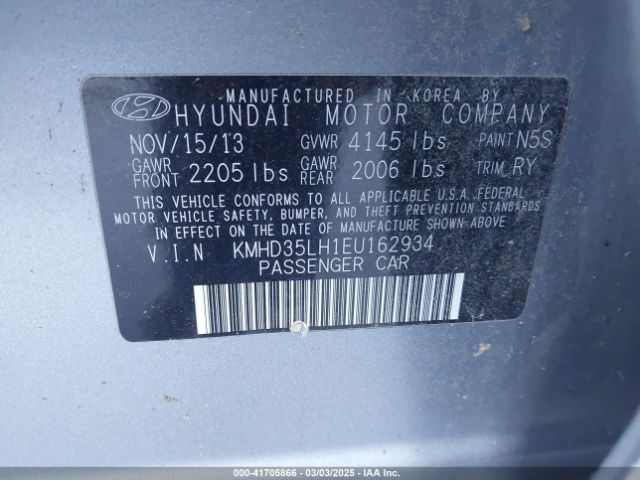 MANUFACTURED IN KOREA BY
HYUNDAI MOTOR COMPANY
NOV/15/13 GVWR 4145 lbs PAINT N5S
GAWR FRONT 2205 lbs GAWR REAR 2006 lbs TRIM RY
THIS VEHICLE CONFORMS TO ALL APPLICABLE U.S.A. FEDERAL
MOTOR VEHICLE SAFETY, BUMPER, AND THEFT PREVENTION STANDARDS
IN EFFECT ON THE DATE OF MANUFACTURE SHOWN ABOVE.
V.I.N KMHD35LH1EU162934
PASSENGER CAR
000-41705866 | 03/03/2025 | IAA Inc.